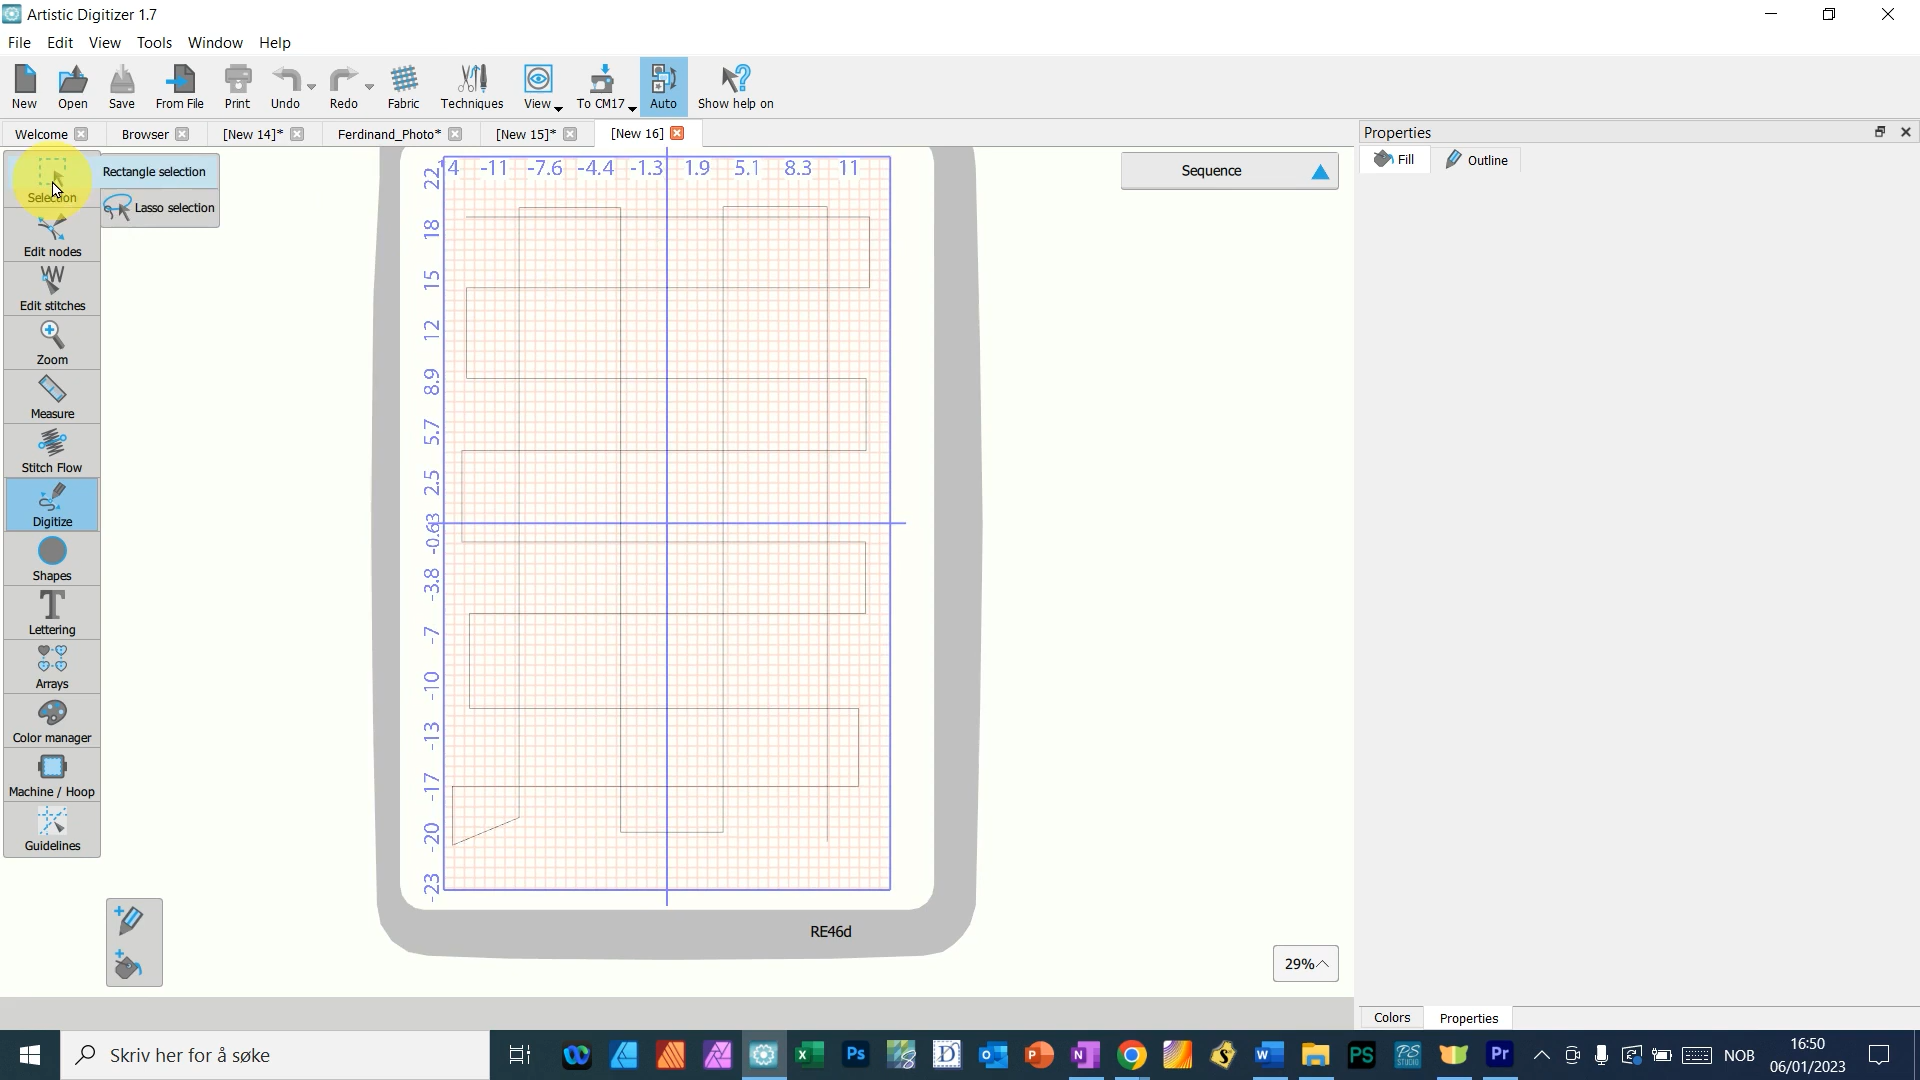 Artistic Digitizer 1.7
File Edit View Tools Window Help
New Open Save From File Print Undo Redo Fabric Techniques View To CM17 Auto Show help on
Welcome Browser [New 14]* Ferdinand_Photo* [New 15]* [New 16]
Properties
Fill Outline
Selection
Rectangle selection
Lasso selection
Edit nodes
Edit stitches
Zoom
Measure
Stitch Flow
Digitize
Shapes
Lettering
Arrays
Color manager
Machine / Hoop
Guidelines
4 -11 -7.6 -4.4 -1.3 1.9 5.1 8.3 11
22
18
15
12
8.9
5.7
2.5
-0.63
-3.8
-7
-10
-13
-17
-20
-23
Sequence
RE46d
29%
Colors Properties
Skriv her for å søke
NOB
16:50
06/01/2023